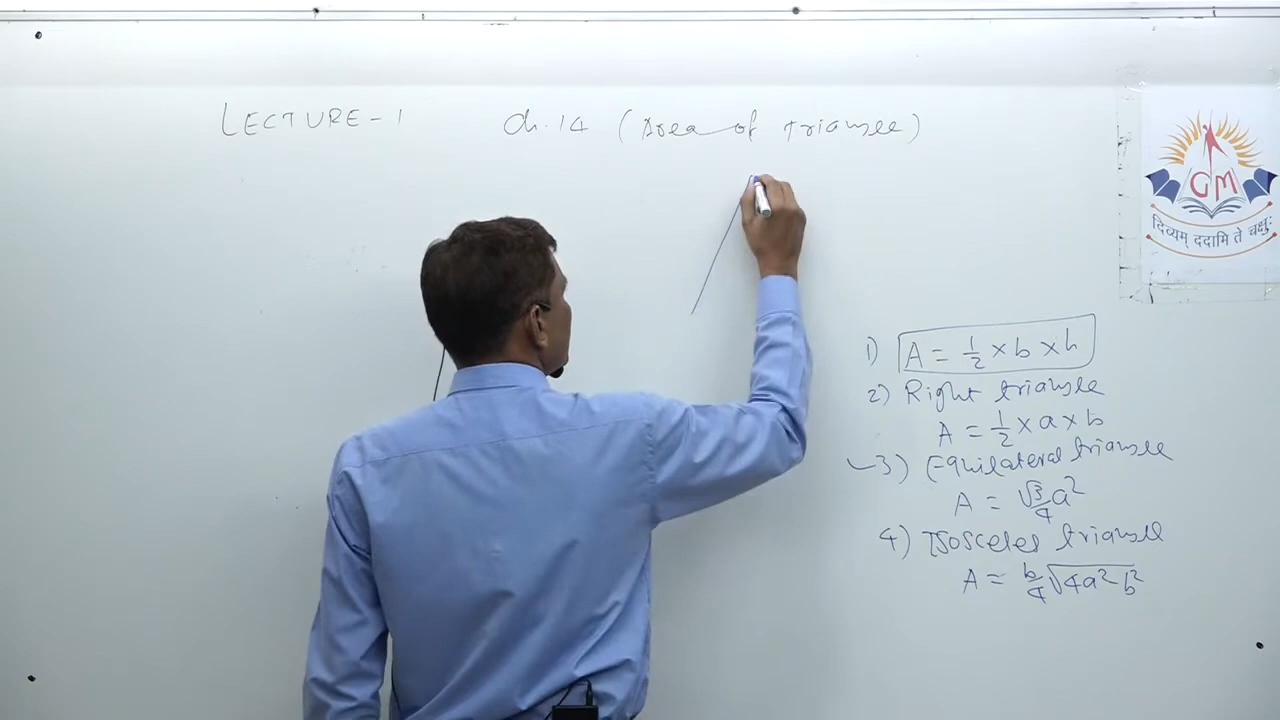 LECTURE-1 Ch.14 (Area of triangle)
GM
दिव्यम् ददामि ते चक्षुः
1) A = 1/2 × b × h
2) Right triangle
A = 1/2 × a × b
3) Equilateral triangle
A = √3/4 a²
4) Isosceles triangle
A = b/4 √4a² b²